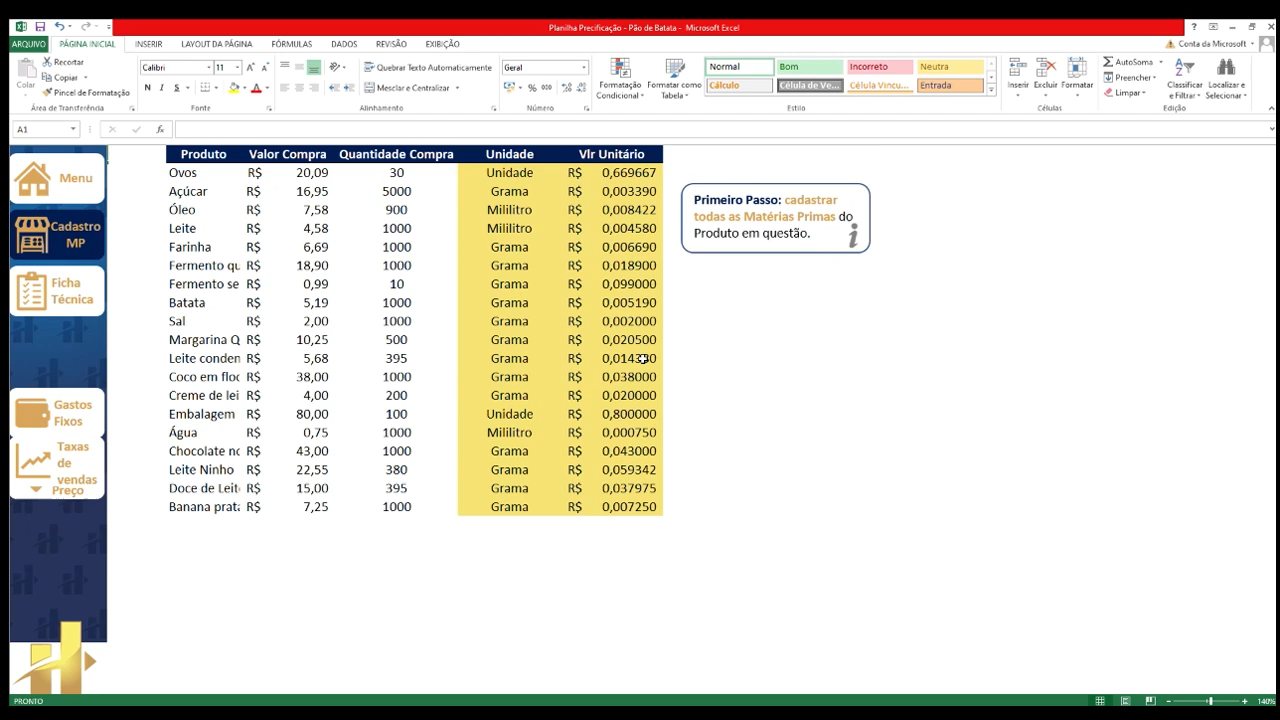 Planilha Precificação - Pão de Batata - Microsoft Excel
ARQUIVO PÁGINA INICIAL INSERIR LAYOUT DA PÁGINA FÓRMULAS DADOS REVISÃO EXIBIÇÃO Conta da Microsoft
Colar
Recortar
Copiar
Pincel de Formatação
Área de Transferência
Calibri 11
N I S
Fonte
Quebrar Texto Automaticamente
Mesclar e Centralizar
Alinhamento
Geral
% 000
Número
Formatação Condicional
Formatar como Tabela
Normal Bom Incorreto Neutra
Cálculo Célula de Ve... Célula Vincu... Entrada
Estilo
Inserir Excluir Formatar
Células
AutoSoma
Preencher
Limpar
Classificar e Filtrar
Localizar e Selecionar
Edição
A1 fx
Menu
Cadastro MP
Ficha Técnica
Gastos Fixos
Taxas de vendas
Preço
Produto Valor Compra Quantidade Compra Unidade Vlr Unitário
Ovos R$ 20,09 30 Unidade R$ 0,669667
Açúcar R$ 16,95 5000 Grama R$ 0,003390
Óleo R$ 7,58 900 Mililitro R$ 0,008422
Leite R$ 4,58 1000 Mililitro R$ 0,004580
Farinha R$ 6,69 1000 Grama R$ 0,006690
Fermento qu R$ 18,90 1000 Grama R$ 0,018900
Fermento se R$ 0,99 10 Grama R$ 0,099000
Batata R$ 5,19 1000 Grama R$ 0,005190
Sal R$ 2,00 1000 Grama R$ 0,002000
Margarina Q R$ 10,25 500 Grama R$ 0,020500
Leite conden R$ 5,68 395 Grama R$
Coco em floc R$ 38,00 1000 Grama R$ 0,038000
Creme de lei R$ 4,00 200 Grama R$ 0,020000
Embalagem R$ 80,00 100 Unidade R$ 0,800000
Água R$ 0,75 1000 Mililitro R$ 0,000750
Chocolate no R$ 43,00 1000 Grama R$ 0,043000
Leite Ninho R$ 22,55 380 Grama R$ 0,059342
Doce de Leit R$ 15,00 395 Grama R$ 0,037975
Banana prata R$ 7,25 1000 Grama R$ 0,007250
Primeiro Passo: cadastrar
todas as Matérias Primas do
Produto em questão.
PRONTO 140%